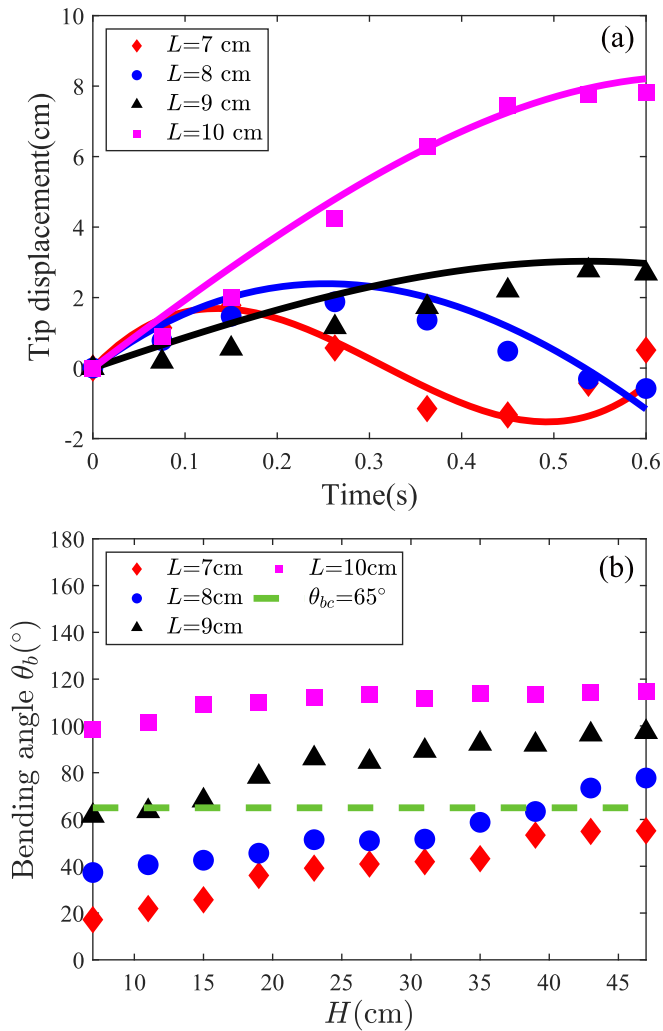 (a)
L=7 cm
L=8 cm
L=9 cm
L=10 cm
Tip displacement(cm)
10
8
6
4
2
0
-2
0 0.1 0.2 0.3 0.4 0.5 0.6
Time(s)
(b)
L=7cm L=10cm
L=8cm θbc=65°
L=9cm
Bending angle θb(°)
180
160
140
120
100
80
60
40
20
0
10 15 20 25 30 35 40 45
H(cm)